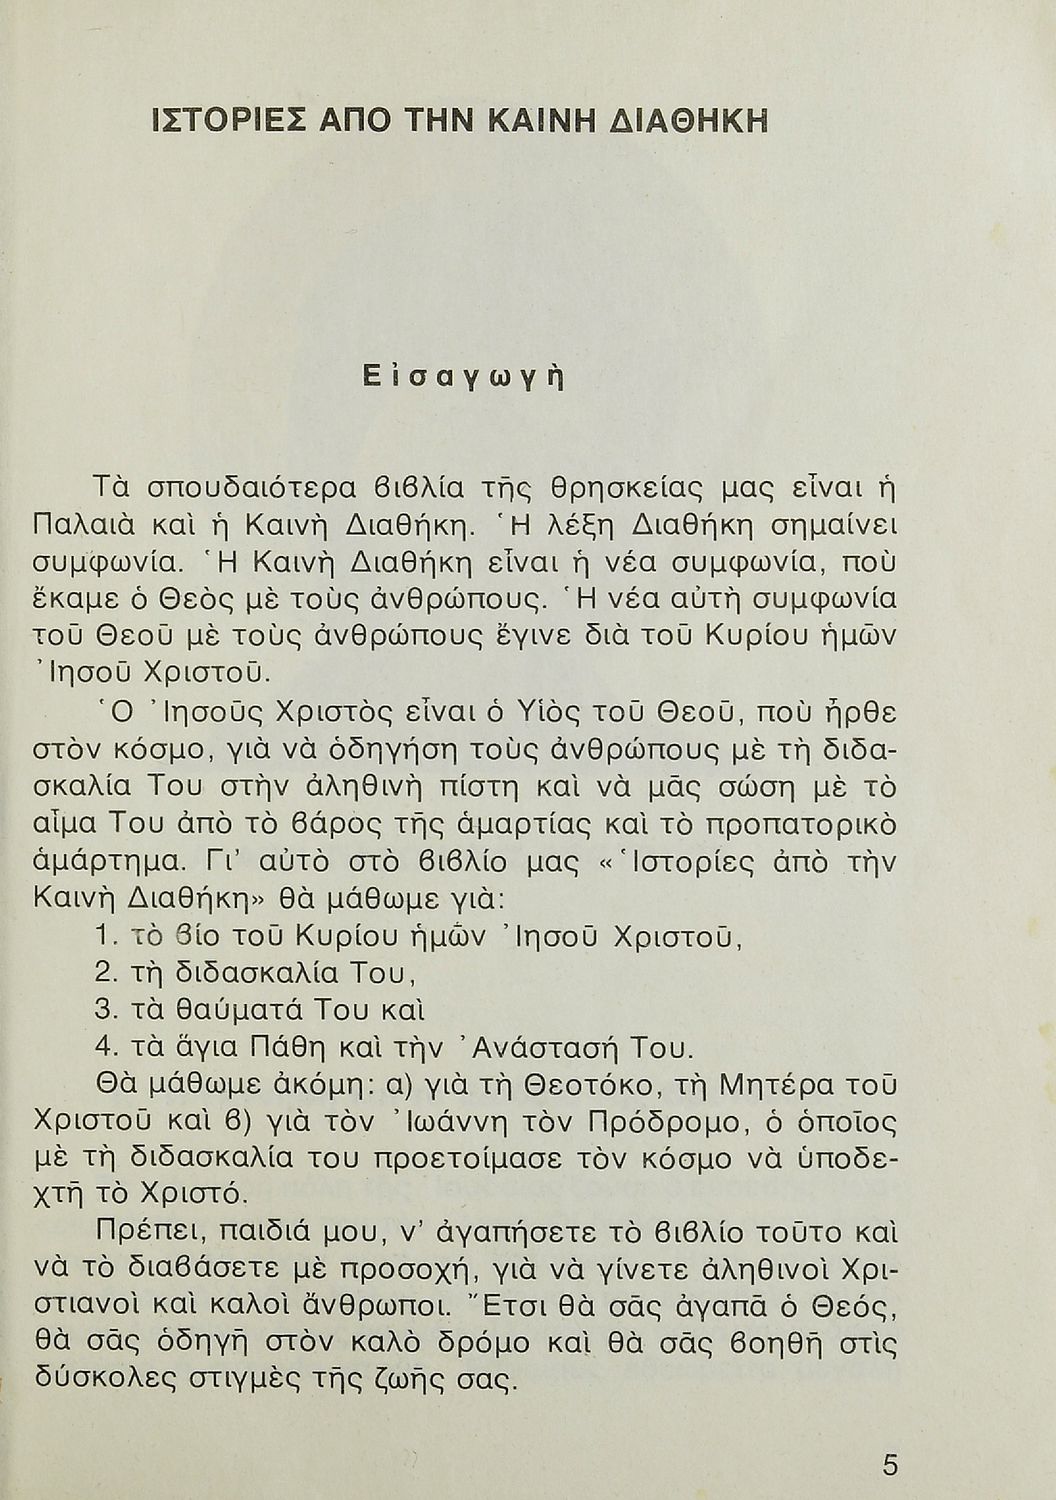 ΙΣΤΟΡΙΕΣ ΑΠΟ ΤΗΝ ΚΑΙΝΗ ΔΙΑΘΗΚΗ
Εἰσαγωγὴ
Τὰ σπουδαιότερα βιβλία τῆς θρησκείας μας εἶναι ἡ
Παλαιὰ καὶ ἡ Καινὴ Διαθήκη. Ἡ λέξη Διαθήκη σημαίνει
συμφωνία. Ἡ Καινὴ Διαθήκη εἶναι ἡ νέα συμφωνία, ποὺ
ἔκαμε ὁ Θεὸς μὲ τοὺς ἀνθρώπους. Ἡ νέα αὐτὴ συμφωνία
τοῦ Θεοῦ μὲ τοὺς ἀνθρώπους ἔγινε διὰ τοῦ Κυρίου ἡμῶν
Ἰησοῦ Χριστοῦ.
Ὁ Ἰησοῦς Χριστὸς εἶναι ὁ Υἱὸς τοῦ Θεοῦ, ποὺ ἦρθε
στὸν κόσμο, γιὰ νὰ ὁδηγήση τοὺς ἀνθρώπους μὲ τὴ διδα-
σκαλία Του στὴν ἀληθινὴ πίστη καὶ νὰ μᾶς σώση μὲ τὸ
αἷμα Του ἀπὸ τὸ βάρος τῆς ἁμαρτίας καὶ τὸ προπατορικὸ
ἁμάρτημα. Γι' αὐτὸ στὸ βιβλίο μας «Ἱστορίες ἀπὸ τὴν
Καινὴ Διαθήκη» θὰ μάθωμε γιὰ:
1. τὸ βίο τοῦ Κυρίου ἡμῶν Ἰησοῦ Χριστοῦ,
2. τὴ διδασκαλία Του,
3. τὰ θαύματά Του καὶ
4. τὰ ἅγια Πάθη καὶ τὴν Ἀνάστασή Του.
Θὰ μάθωμε ἀκόμη: α) γιὰ τὴ Θεοτόκο, τὴ Μητέρα τοῦ
Χριστοῦ καὶ β) γιὰ τὸν Ἰωάννη τὸν Πρόδρομο, ὁ ὁποῖος
μὲ τὴ διδασκαλία του προετοίμασε τὸν κόσμο νὰ ὑποδε-
χτῆ τὸ Χριστό.
Πρέπει, παιδιά μου, ν' ἀγαπήσετε τὸ βιβλίο τοῦτο καὶ
νὰ τὸ διαβάσετε μὲ προσοχή, γιὰ νὰ γίνετε ἀληθινοὶ Χρι-
στιανοὶ καὶ καλοὶ ἄνθρωποι. Ἔτσι θὰ σᾶς ἀγαπᾶ ὁ Θεός,
θὰ σᾶς ὁδηγῆ στὸν καλὸ δρόμο καὶ θὰ σᾶς βοηθῆ στὶς
δύσκολες στιγμὲς τῆς ζωῆς σας.
5